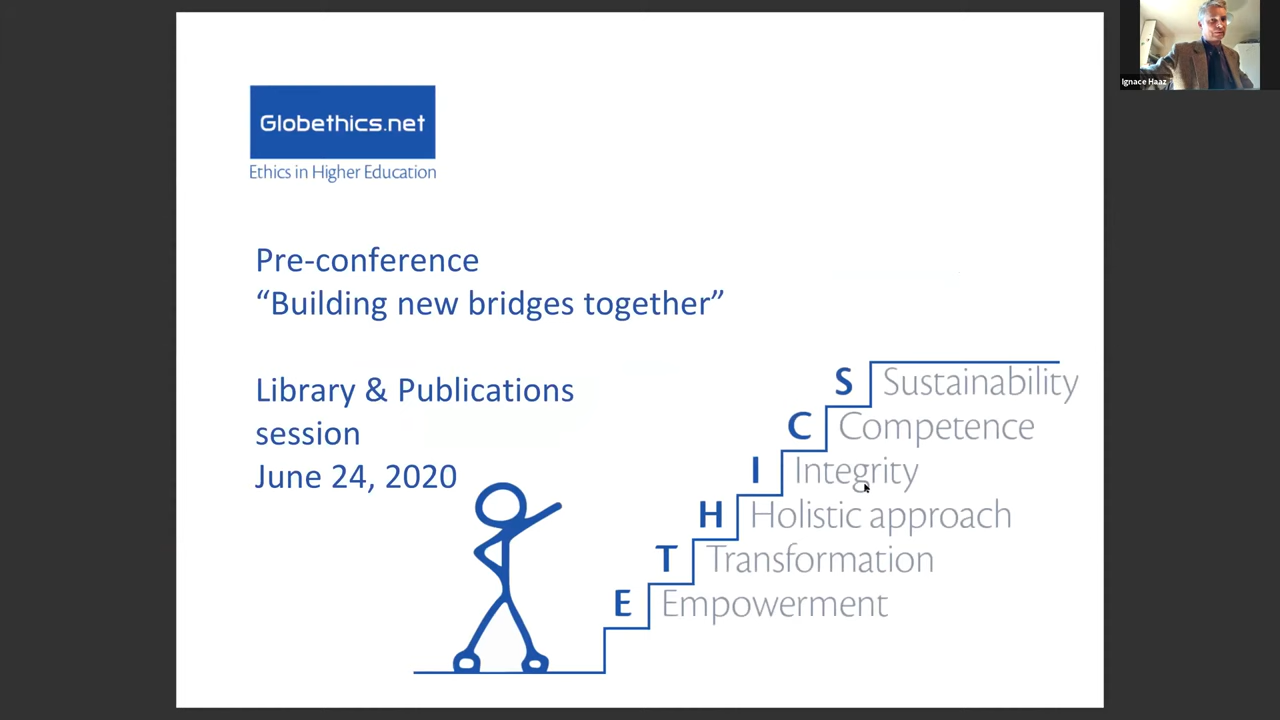 Ignace Haaz
Globethics.net
Ethics in Higher Education
Pre-conference
“Building new bridges together”
Library & Publications
session
June 24, 2020
S Sustainability
C Competence
I Integrity
H Holistic approach
T Transformation
E Empowerment